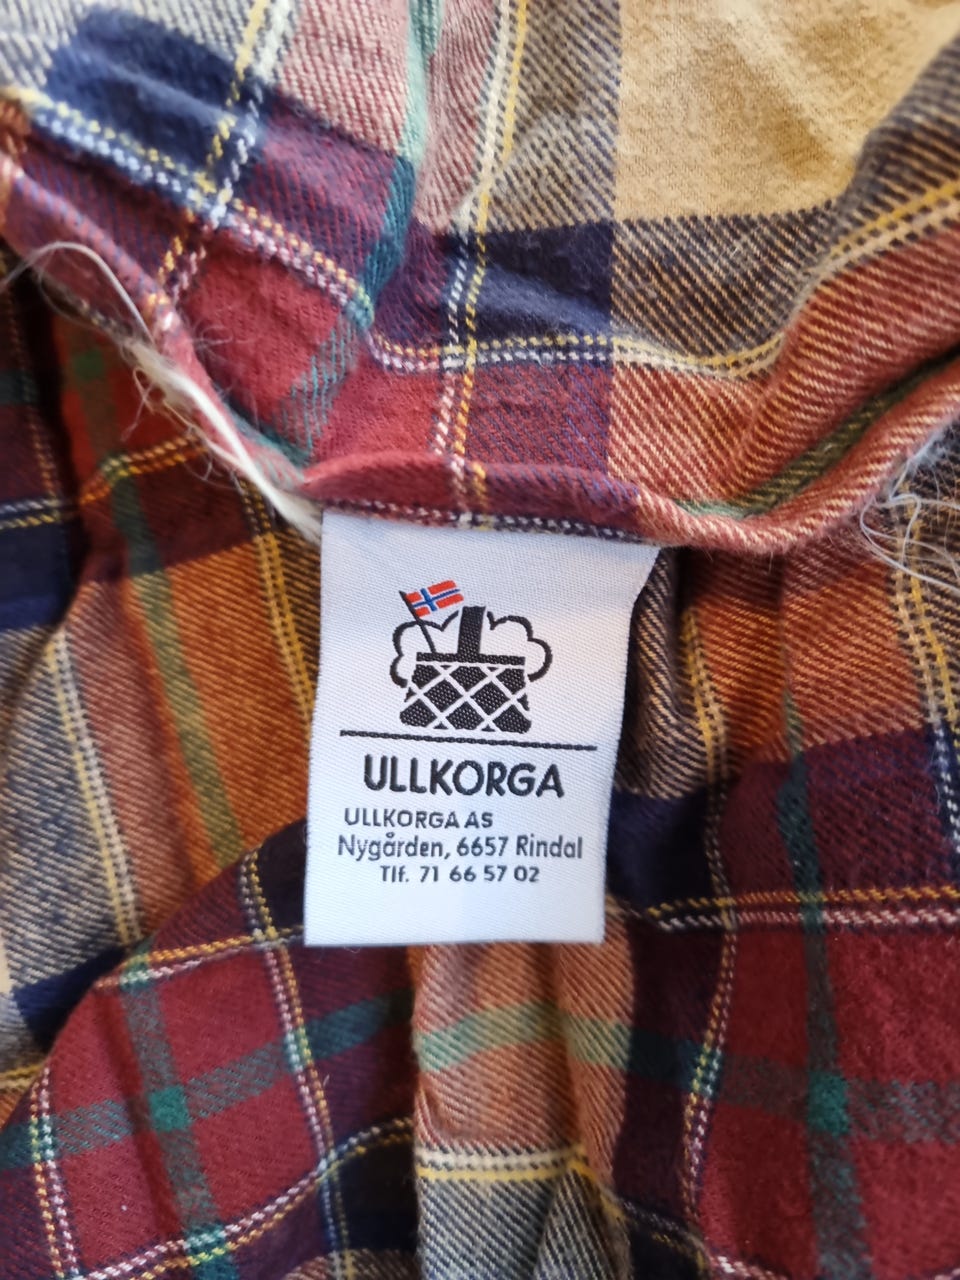 ULLKORGA
ULLKORGA AS
Nygården, 6657 Rindal
Tlf. 71 66 57 02